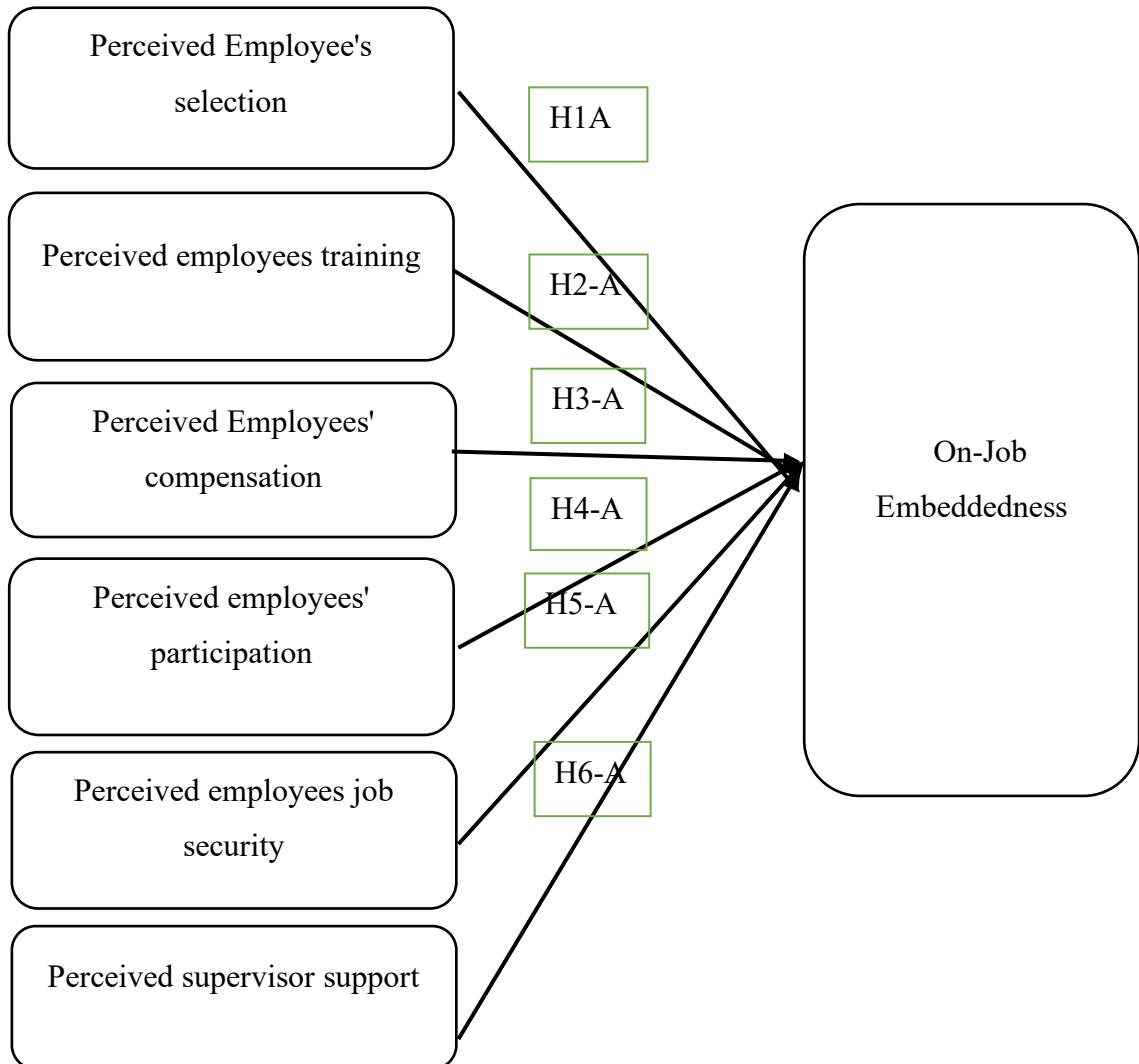 Perceived Employee's
selection
H1A
Perceived employees training
H2-A
Perceived Employees'
compensation
H3-A
On-Job
Embeddedness
H4-A
Perceived employees'
participation
H5-A
Perceived employees job
security
H6-A
Perceived supervisor support